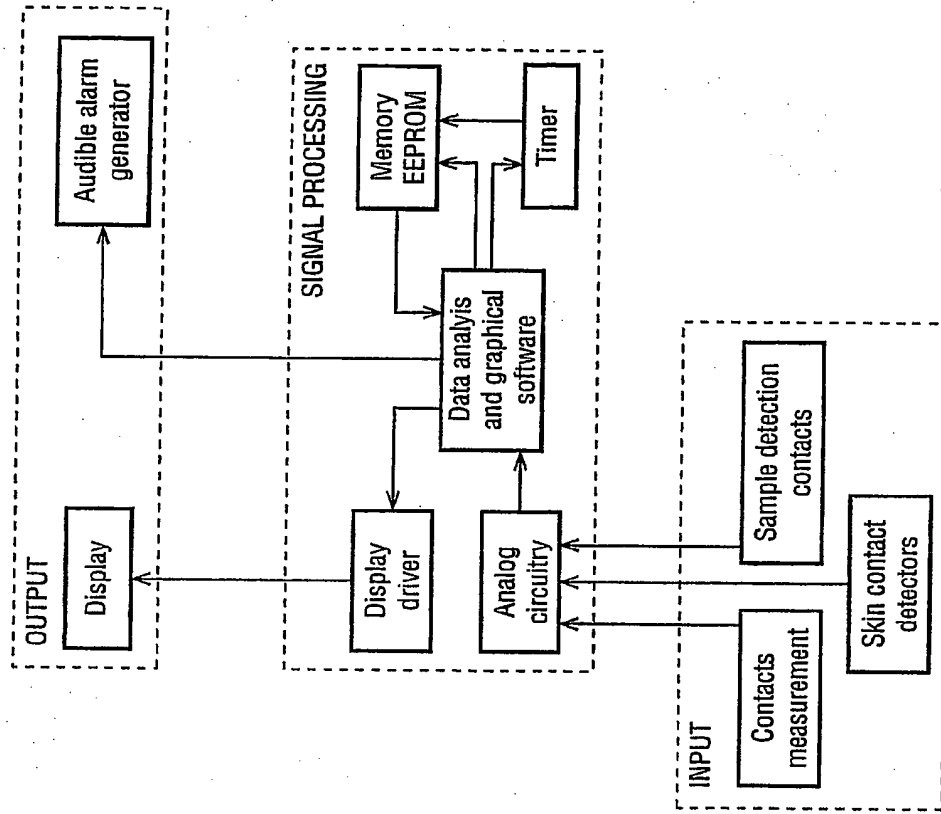 OUTPUT
Display
Audible alarm
generator
SIGNAL PROCESSING
Display
driver
Memory
EEPROM
Data analyis
and graphical
software
Analog
circuitry
Timer
INPUT
Contacts
measurement
Sample detection
contacts
Skin contact
detectors